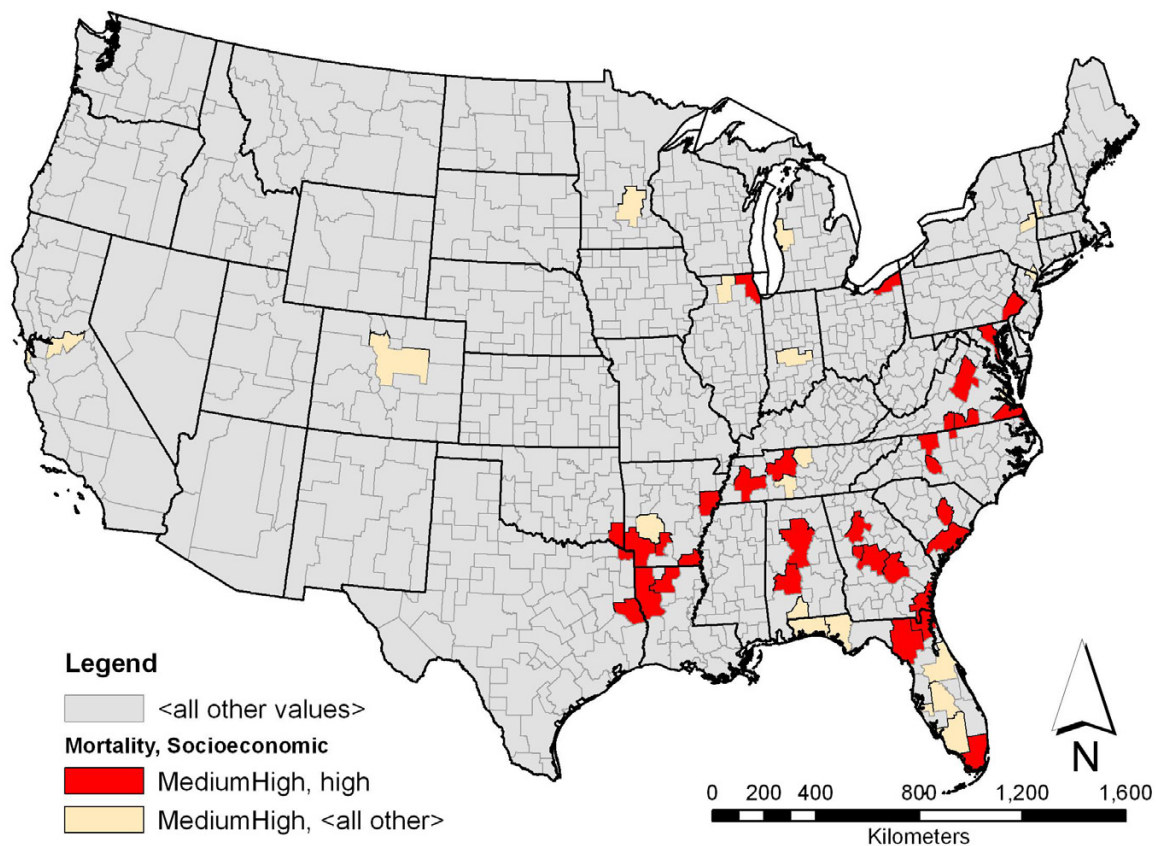 Legend
<all other values>
Mortality, Socioeconomic
MediumHigh, high
MediumHigh, <all other>
N
0 200 400 800 1,200 1,600
Kilometers